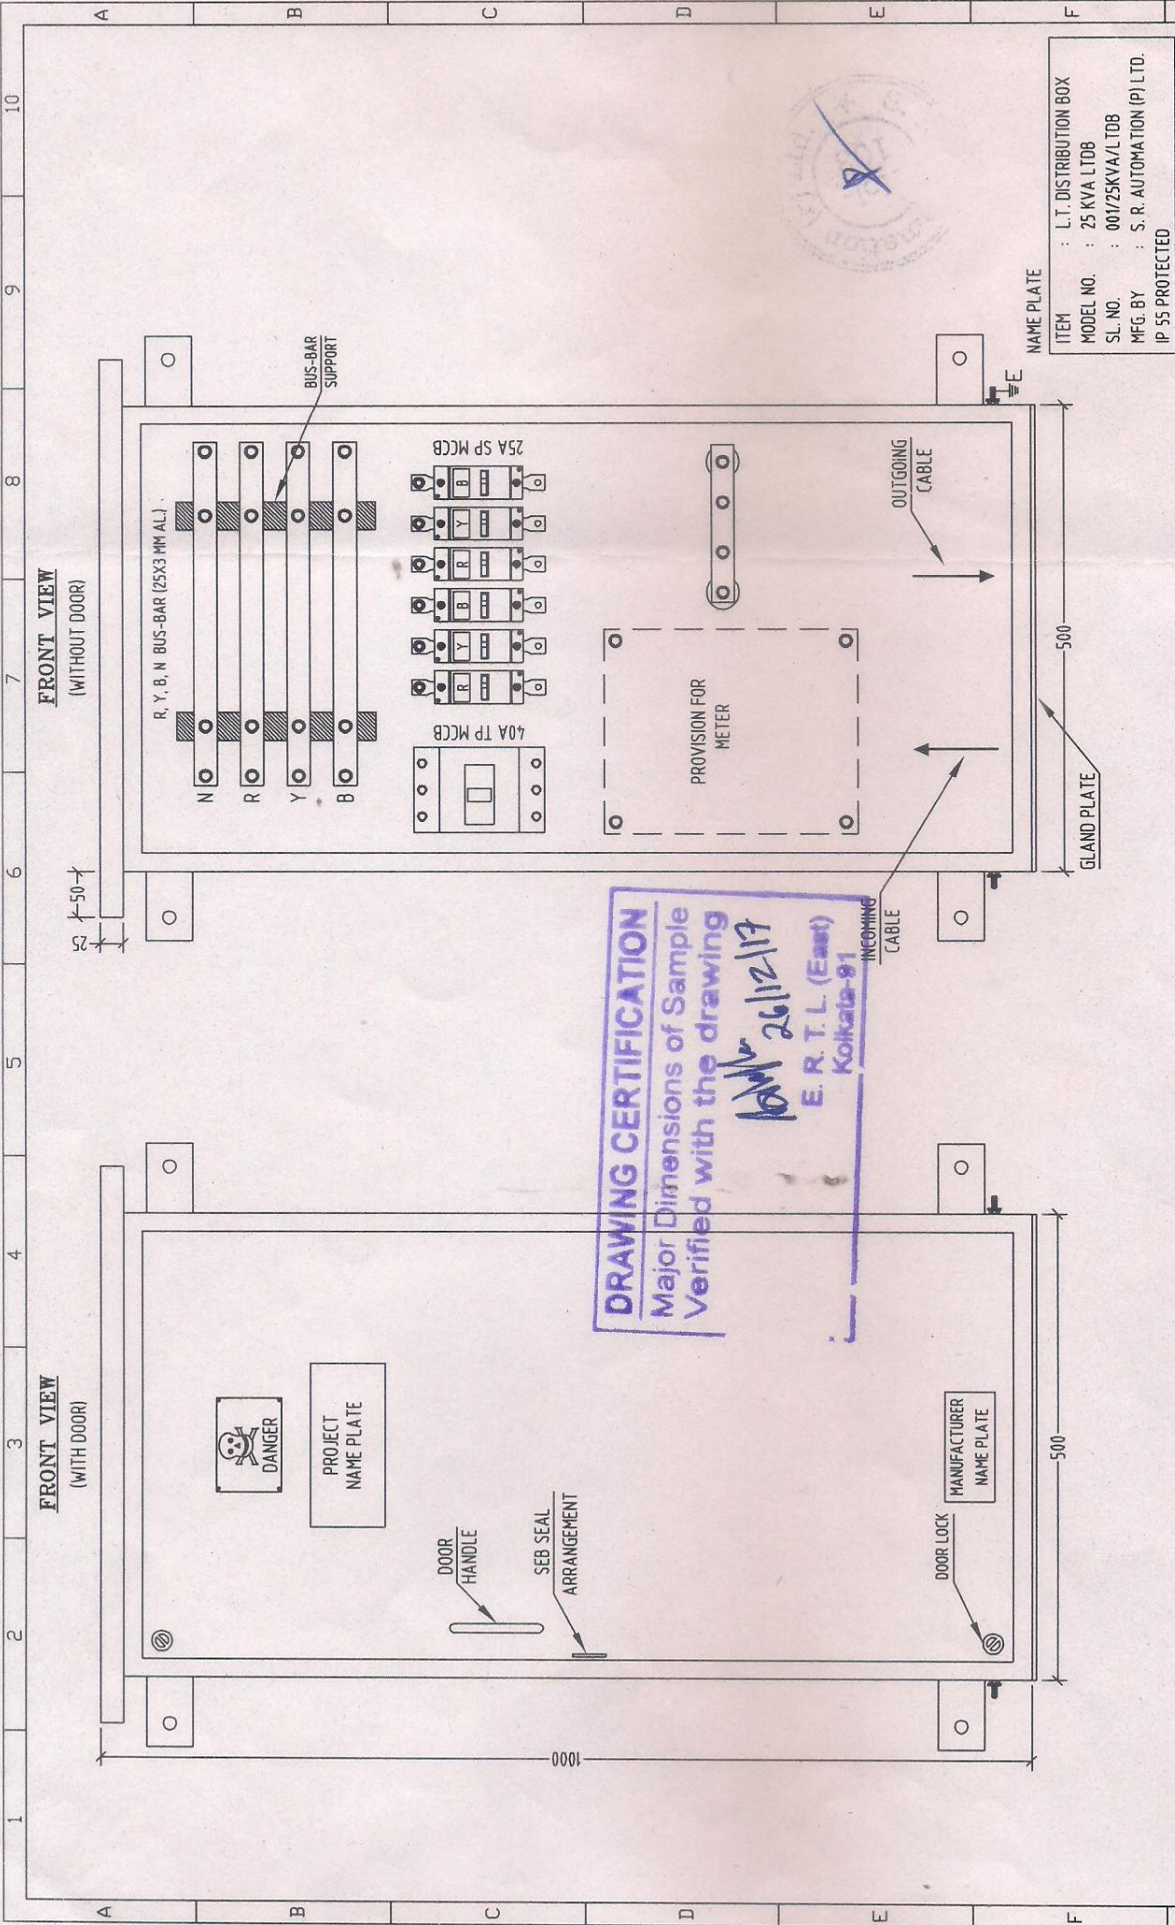 1 2 3 4 5 6 7 8 9 10
A
B
C
D
E
F
A
B
C
D
E
F
FRONT VIEW
(WITH DOOR)
DANGER
PROJECT
NAME PLATE
DOOR
HANDLE
SEB SEAL
ARRANGEMENT
DOOR LOCK
MANUFACTURER
NAME PLATE
1000
500
FRONT VIEW
(WITHOUT DOOR)
50
25
R, Y, B, N BUS-BAR (25X3 MM AL.)
N
R
Y
B
BUS-BAR
SUPPORT
40A TP MCCB
R Y B R Y B
25A SP MCCB
PROVISION FOR
METER
INCOMING
CABLE
OUTGOING
CABLE
E
500
GLAND PLATE
DRAWING CERTIFICATION
Major Dimensions of Sample
Verified with the drawing
26/12/17
E. R. T. L. (East)
Kolkata-91
NAME PLATE
ITEM : L.T. DISTRIBUTION BOX
MODEL NO. : 25 KVA LTDB
SL. NO. : 001/25KVA/LTDB
MFG. BY : S. R. AUTOMATION (P) LTD.
IP 55 PROTECTED